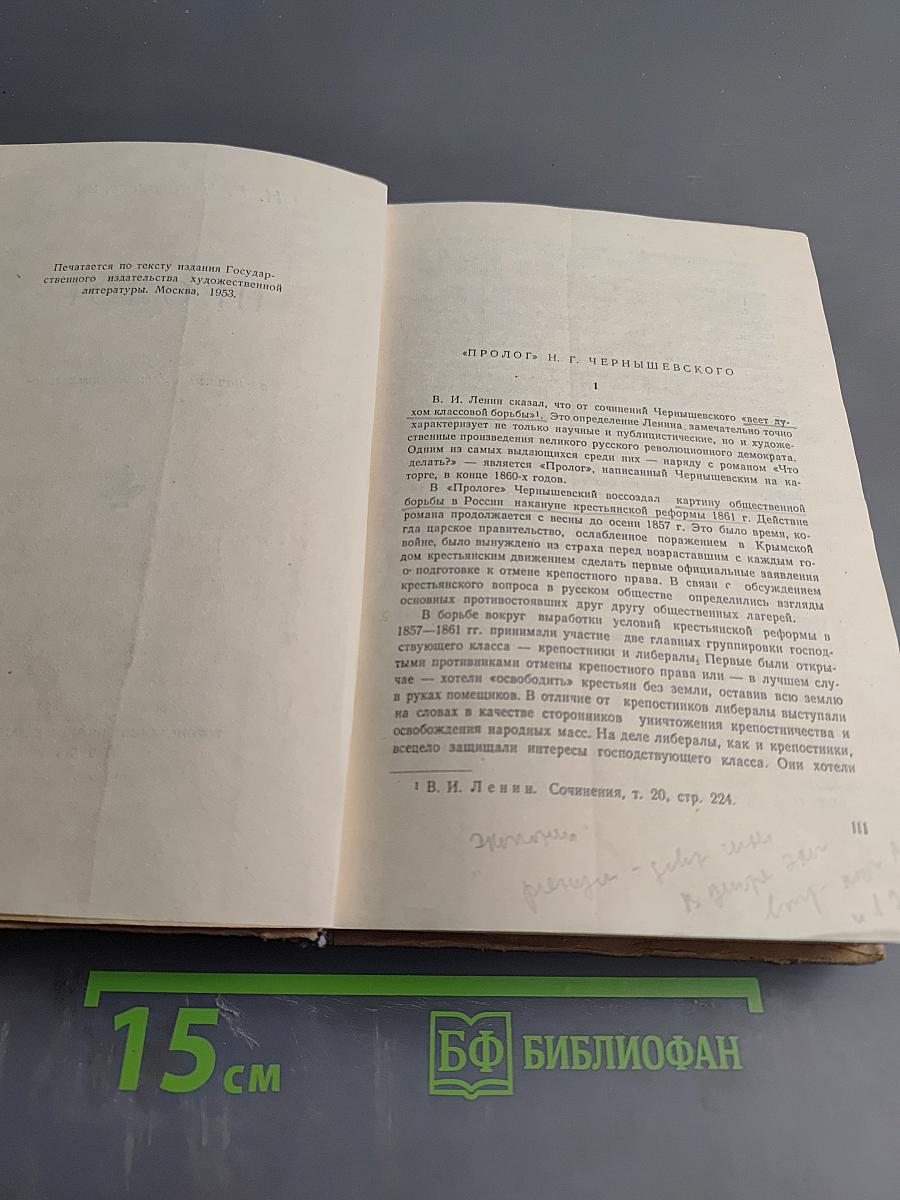 Печатается по тексту издания Государ-
ственного издательства художественной
литературы. Москва, 1953.
«ПРОЛОГ» Н. Г. ЧЕРНЫШЕВСКОГО
1
В. И. Ленин сказал, что от сочинений Чернышевского «веет ду-
хом классовой борьбы»¹. Это определение Ленина замечательно точно
характеризует не только научные и публицистические, но и художе-
ственные произведения великого русского революционного демократа.
Одним из самых выдающихся среди них — наряду с романом «Что
делать?» — является «Пролог», написанный Чернышевским на ка-
торге, в конце 1860-х годов.
В «Прологе» Чернышевский воссоздал картину общественной
борьбы в России накануне крестьянской реформы 1861 г. Действие
романа продолжается с весны до осени 1857 г. Это было время, ко-
гда царское правительство, ослабленное поражением в Крымской
войне, было вынуждено из страха перед возраставшим с каждым го-
дом крестьянским движением сделать первые официальные заявления
о подготовке к отмене крепостного права. В связи с обсуждением
крестьянского вопроса в русском обществе определились взгляды
основных противостоявших друг другу общественных лагерей.
В борьбе вокруг выработки условий крестьянской реформы в
1857—1861 гг. принимали участие две главных группировки господ-
ствующего класса — крепостники и либералы. Первые были откры-
тыми противниками отмены крепостного права или — в лучшем слу-
чае — хотели «освободить» крестьян без земли, оставив всю землю
в руках помещиков. В отличие от крепостников либералы выступали
на словах в качестве сторонников уничтожения крепостничества и
освобождения народных масс. На деле либералы, как и крепостники,
всецело защищали интересы господствующего класса. Они хотели
¹ В. И. Ленин. Сочинения, т. 20, стр. 224.
III
15 см
БФ БИБЛИОФАН